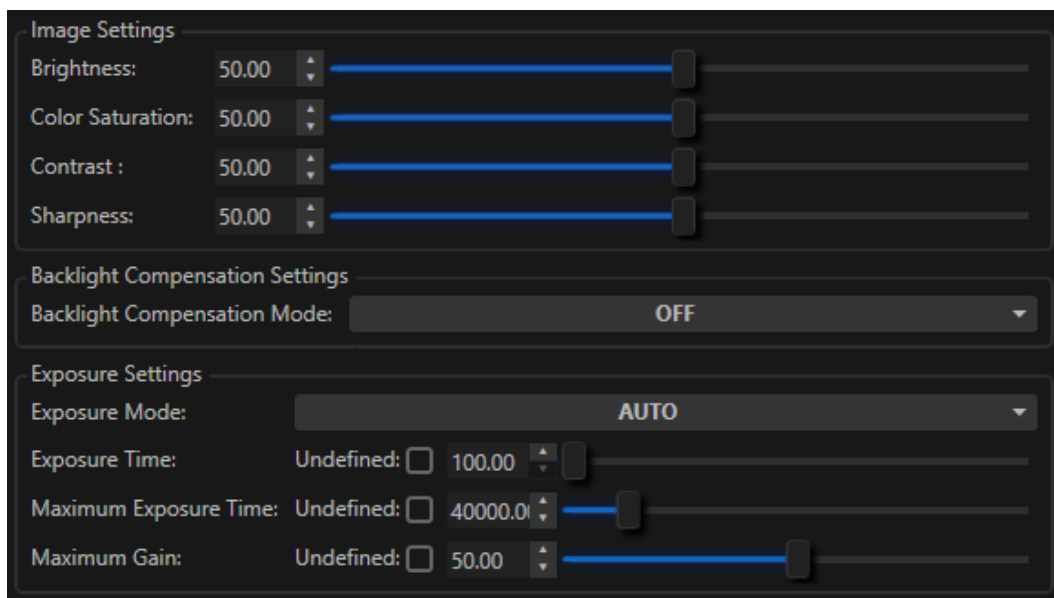 Image Settings
Brightness: 50.00
Color Saturation: 50.00
Contrast : 50.00
Sharpness: 50.00
Backlight Compensation Settings
Backlight Compensation Mode: OFF
Exposure Settings
Exposure Mode: AUTO
Exposure Time: Undefined: 100.00
Maximum Exposure Time: Undefined: 40000.0
Maximum Gain: Undefined: 50.00